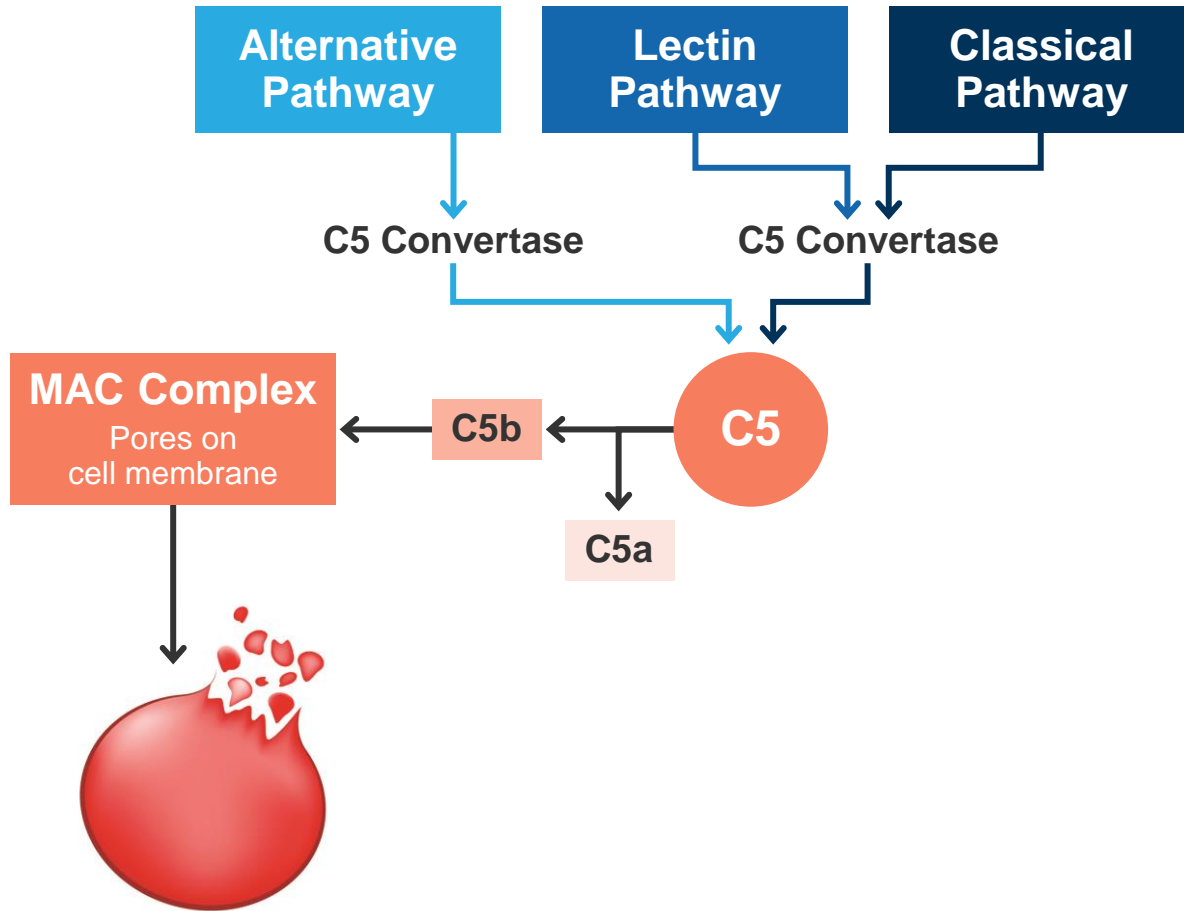 Alternative
Pathway
Lectin
Pathway
Classical
Pathway
C5 Convertase
C5 Convertase
MAC Complex
Pores on
cell membrane
C5b
C5
C5a